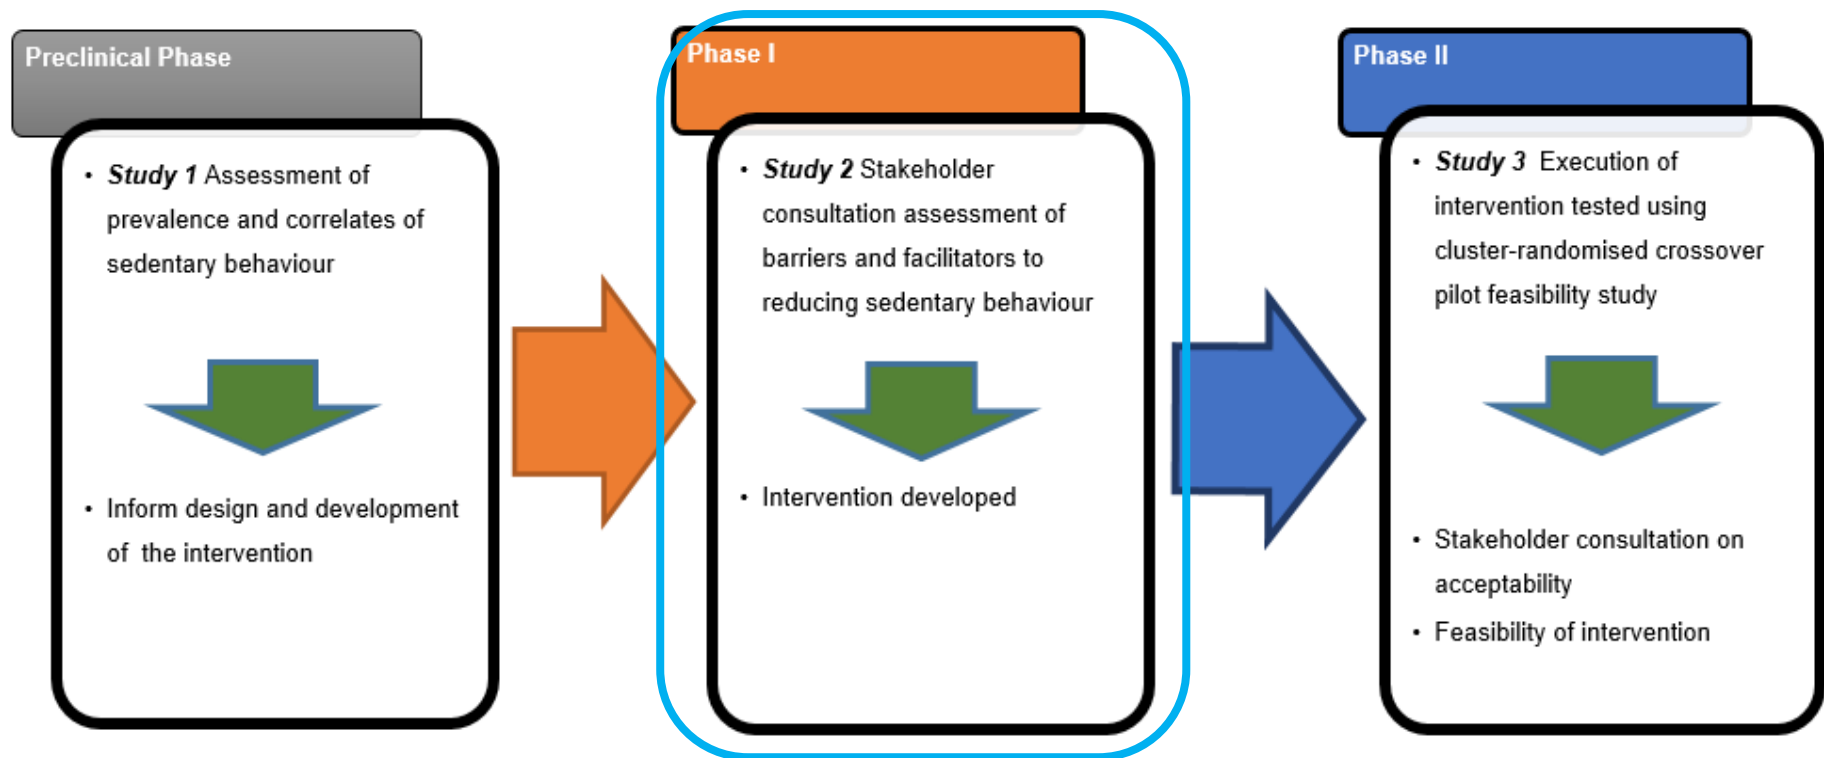 Preclinical Phase
• Study 1 Assessment of
prevalence and correlates of
sedentary behaviour
• Inform design and development
of the intervention
Phase I
• Study 2 Stakeholder
consultation assessment of
barriers and facilitators to
reducing sedentary behaviour
• Intervention developed
Phase II
• Study 3 Execution of
intervention tested using
cluster-randomised crossover
pilot feasibility study
• Stakeholder consultation on
acceptability
• Feasibility of intervention